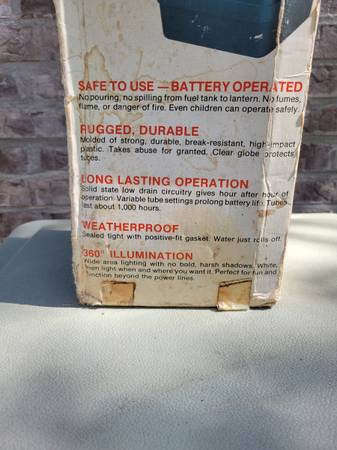 SAFE TO USE — BATTERY OPERATED
No pouring, no spilling from fuel tank to lantern. No fumes,
flame, or danger of fire. Even children can operate safely.
RUGGED, DURABLE
Molded of strong, durable, break-resistant, high-impact
plastic. Takes abuse for granted. Clear globe protects
tubes.
LONG LASTING OPERATION
Solid state low drain circuitry gives hour after hour of
operation. Variable tube settings prolong battery life. Tubes
last about 1,000 hours.
WEATHERPROOF
Sealed tight with positive-fit gasket. Water just rolls off.
360° ILLUMINATION
Wide area lighting with no bold, harsh shadows. White,
even light when and where you want it. Perfect for fun and
function beyond the power lines.